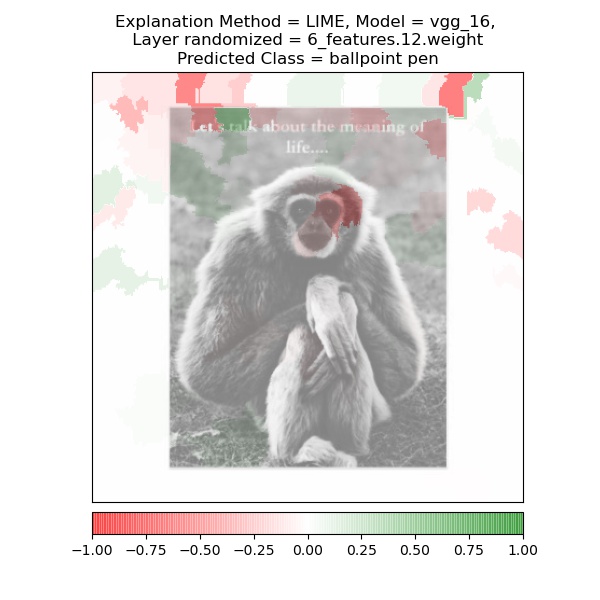 Explanation Method = LIME, Model = vgg_16,
Layer randomized = 6_features.12.weight
Predicted Class = ballpoint pen
Let's talk about the meaning of
life....
−1.00 −0.75 −0.50 −0.25 0.00 0.25 0.50 0.75 1.00